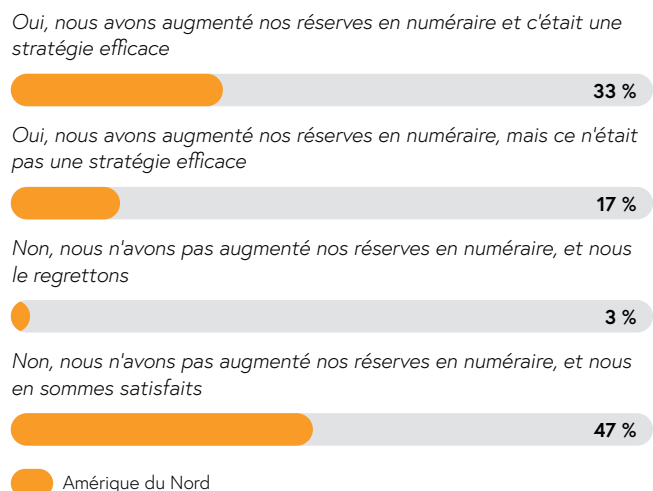 Oui, nous avons augmenté nos réserves en numéraire et c'était une
stratégie efficace
33 %
Oui, nous avons augmenté nos réserves en numéraire, mais ce n'était
pas une stratégie efficace
17 %
Non, nous n'avons pas augmenté nos réserves en numéraire, et nous
le regrettons
3 %
Non, nous n'avons pas augmenté nos réserves en numéraire, et nous
en sommes satisfaits
47 %
Amérique du Nord